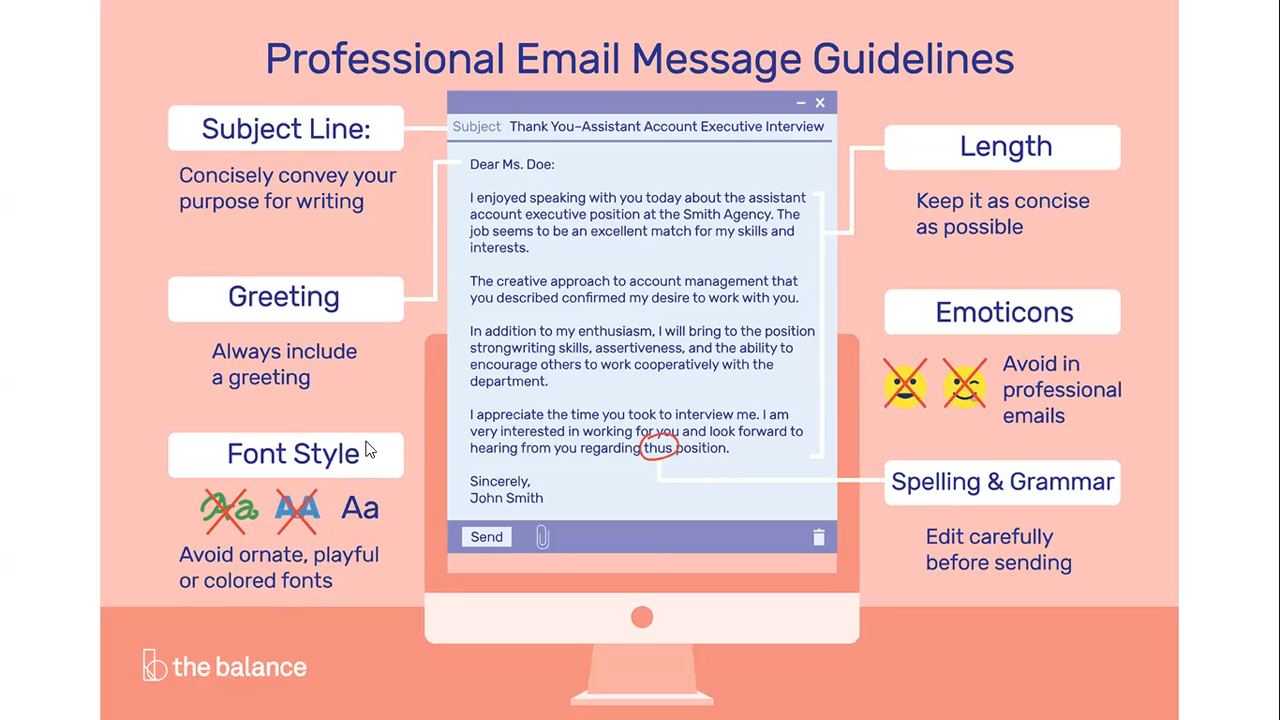 Professional Email Message Guidelines
Subject Line:
Concisely convey your
purpose for writing
Greeting
Always include
a greeting
Font Style
Aa AA Aa
Avoid ornate, playful
or colored fonts
Subject Thank You–Assistant Account Executive Interview
Dear Ms. Doe:
I enjoyed speaking with you today about the assistant
account executive position at the Smith Agency. The
job seems to be an excellent match for my skills and
interests.
The creative approach to account management that
you described confirmed my desire to work with you.
In addition to my enthusiasm, I will bring to the position
strongwriting skills, assertiveness, and the ability to
encourage others to work cooperatively with the
department.
I appreciate the time you took to interview me. I am
very interested in working for you and look forward to
hearing from you regarding thus position.
Sincerely,
John Smith
Send
Length
Keep it as concise
as possible
Emoticons
Avoid in
professional
emails
Spelling & Grammar
Edit carefully
before sending
the balance